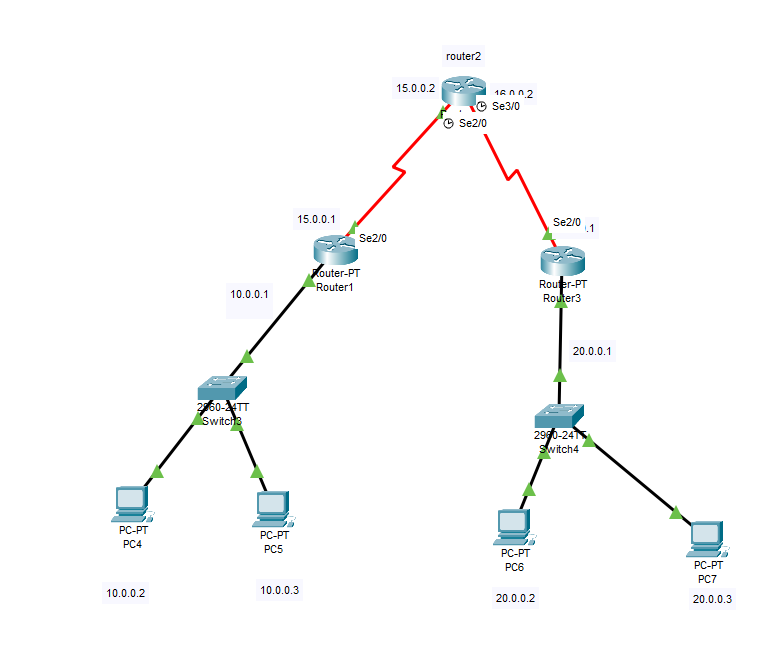 router2
15.0.0.2
16.0.0.2
Se3/0
Se2/0
15.0.0.1
Se2/0
Se2/0
.1
Router-PT
Router1
Router-PT
Router3
10.0.0.1
20.0.0.1
2960-24TT
Switch3
2960-24TT
Switch4
PC-PT
PC4
PC-PT
PC5
PC-PT
PC6
PC-PT
PC7
10.0.0.2
10.0.0.3
20.0.0.2
20.0.0.3